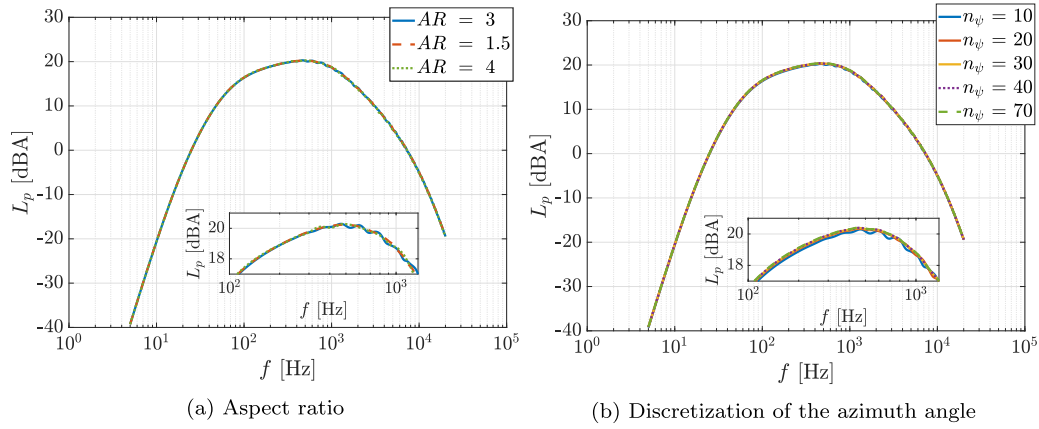 AR = 3
AR = 1.5
AR = 4
30
20
10
0
-10
-20
-30
-40
L_p [dBA]
20
18
L_p [dBA]
10^2
10^3
f [Hz]
10^0
10^1
10^2
10^3
10^4
10^5
f [Hz]
(a) Aspect ratio
n_ψ = 10
n_ψ = 20
n_ψ = 30
n_ψ = 40
n_ψ = 70
30
20
10
0
-10
-20
-30
-40
L_p [dBA]
20
18
L_p [dBA]
10^2
10^3
f [Hz]
10^0
10^1
10^2
10^3
10^4
10^5
f [Hz]
(b) Discretization of the azimuth angle